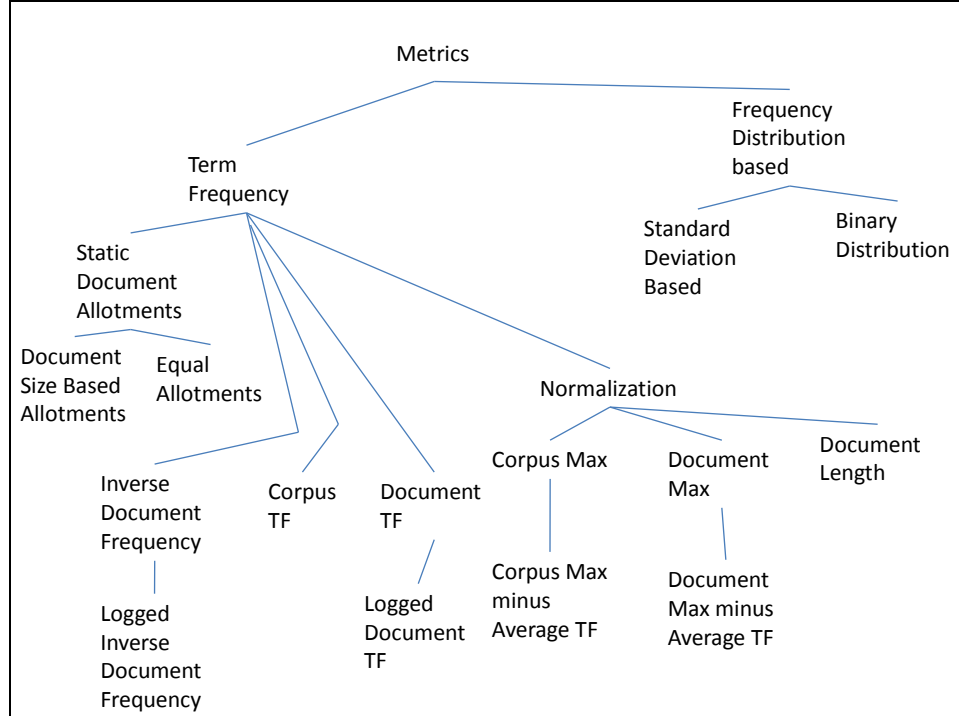 Metrics
Frequency
Distribution
based
Term
Frequency
Standard
Deviation
Based
Binary
Distribution
Static
Document
Allotments
Document
Size Based
Allotments
Equal
Allotments
Normalization
Inverse
Document
Frequency
Corpus
TF
Document
TF
Corpus Max
Document
Max
Document
Length
Logged
Inverse
Document
Frequency
Logged
Document
TF
Corpus Max
minus
Average TF
Document
Max minus
Average TF